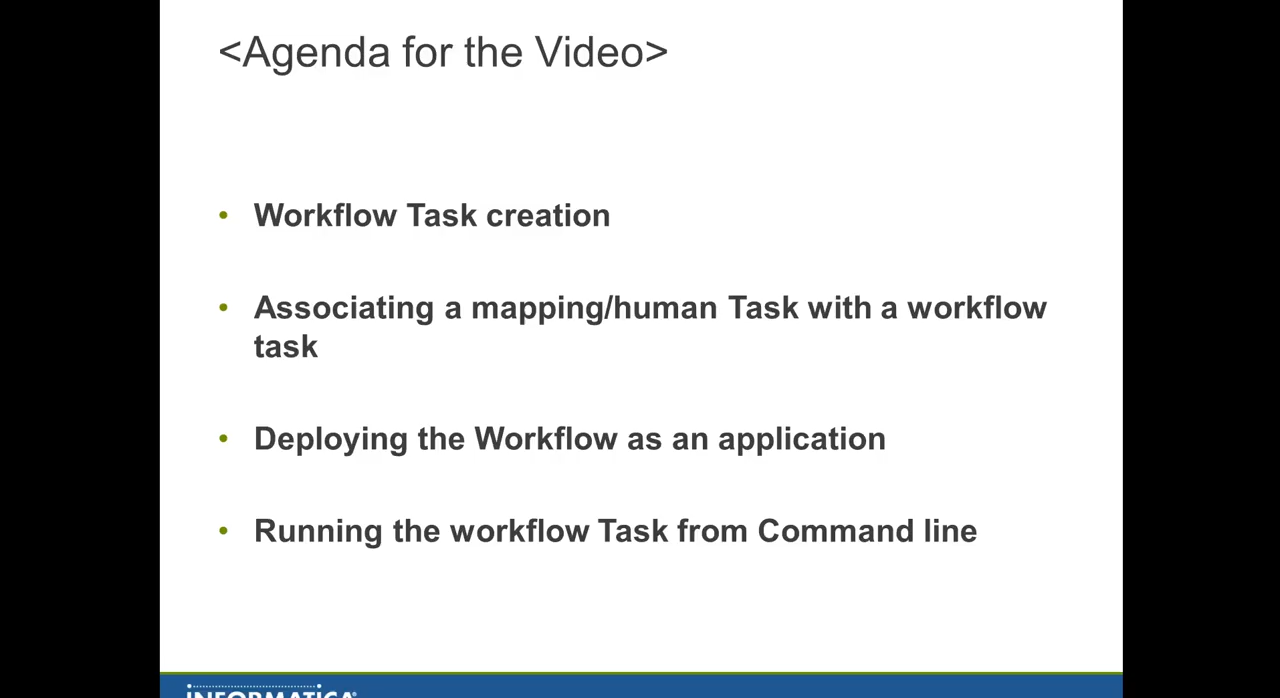 <Agenda for the Video>
• Workflow Task creation
• Associating a mapping/human Task with a workflow
task
• Deploying the Workflow as an application
• Running the workflow Task from Command line
INFORMATICA®